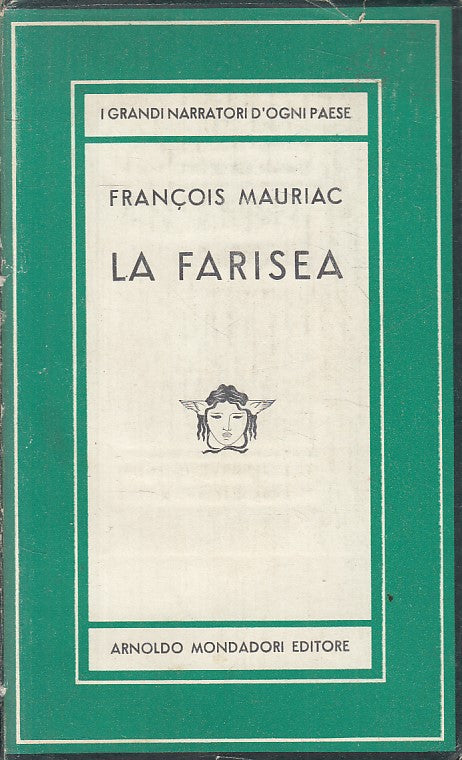 I GRANDI NARRATORI D'OGNI PAESE
FRANÇOIS MAURIAC
LA FARISEA
ARNOLDO MONDADORI EDITORE